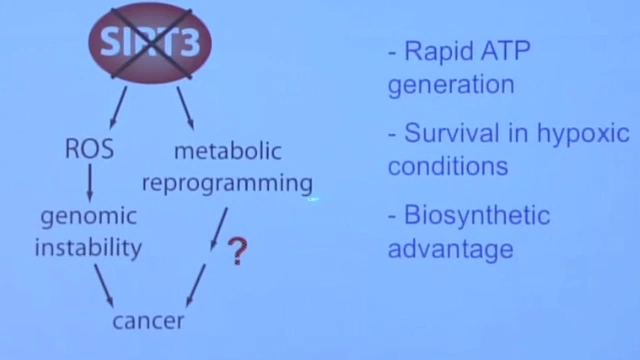 SIRT3
ROS
metabolic
reprogramming
genomic
instability
?
cancer
- Rapid ATP
generation
- Survival in hypoxic
conditions
- Biosynthetic
advantage